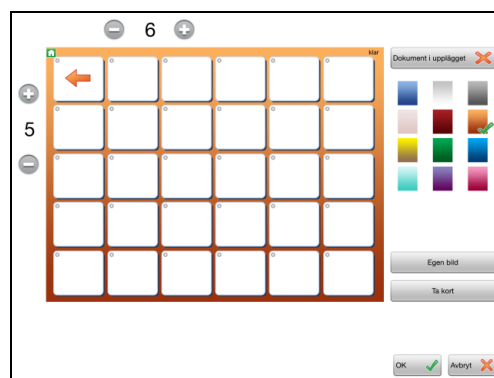 6
klar
Dokument i upplägget
5
Egen bild
Ta kort
OK
Avbryt